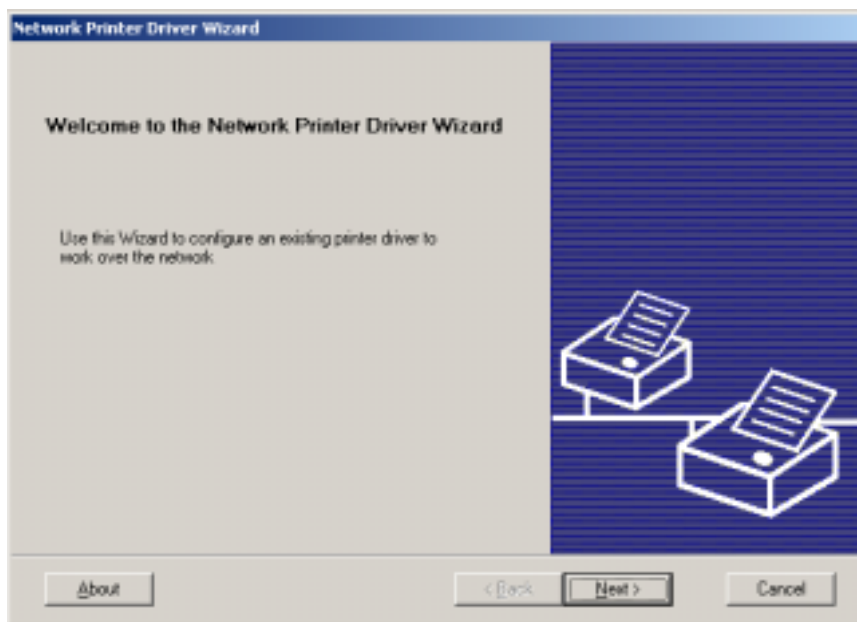 Network Printer Driver Wizard
Welcome to the Network Printer Driver Wizard
Use this Wizard to configure an existing printer driver to
work over the network.
About
< Back
Next >
Cancel